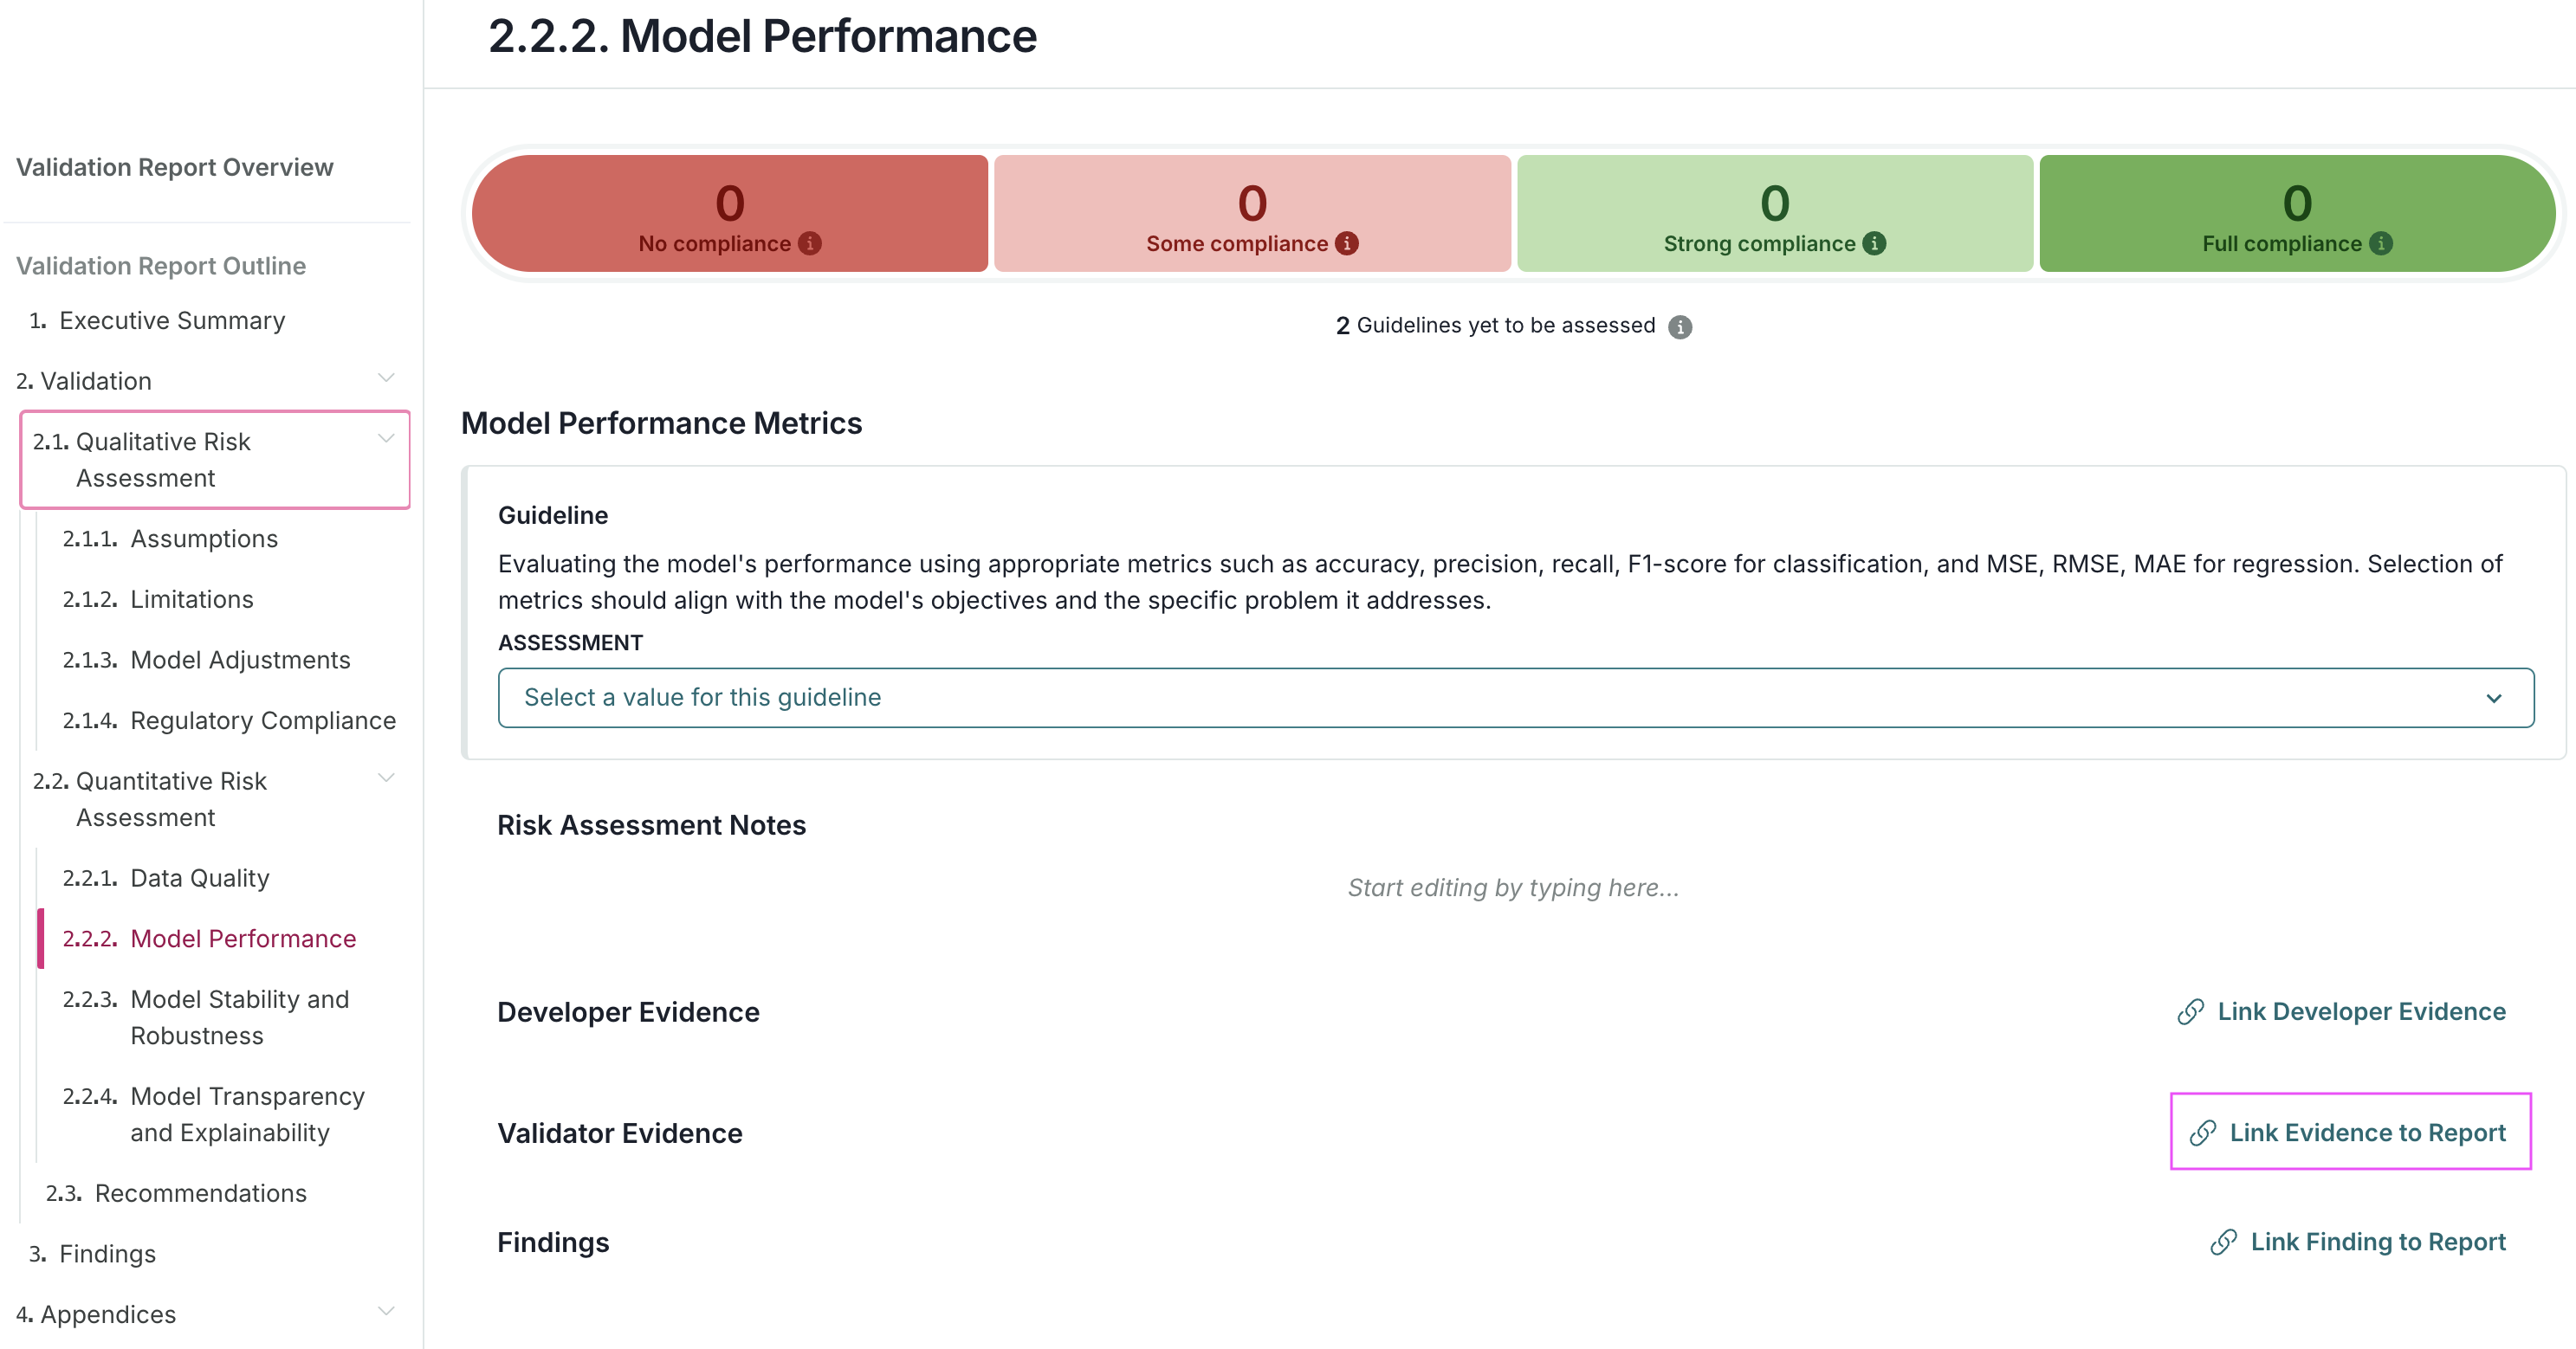 2.2.2. Model Performance
Validation Report Overview
Validation Report Outline
1. Executive Summary
2. Validation
2.1. Qualitative Risk
Assessment
2.1.1. Assumptions
2.1.2. Limitations
2.1.3. Model Adjustments
2.1.4. Regulatory Compliance
2.2. Quantitative Risk
Assessment
2.2.1. Data Quality
2.2.2. Model Performance
2.2.3. Model Stability and
Robustness
2.2.4. Model Transparency
and Explainability
2.3. Recommendations
3. Findings
4. Appendices
0
No compliance
0
Some compliance
0
Strong compliance
0
Full compliance
2 Guidelines yet to be assessed
Model Performance Metrics
Guideline
Evaluating the model's performance using appropriate metrics such as accuracy, precision, recall, F1-score for classification, and MSE, RMSE, MAE for regression. Selection of
metrics should align with the model's objectives and the specific problem it addresses.
ASSESSMENT
Select a value for this guideline
Risk Assessment Notes
Start editing by typing here...
Developer Evidence
Link Developer Evidence
Validator Evidence
Link Evidence to Report
Findings
Link Finding to Report